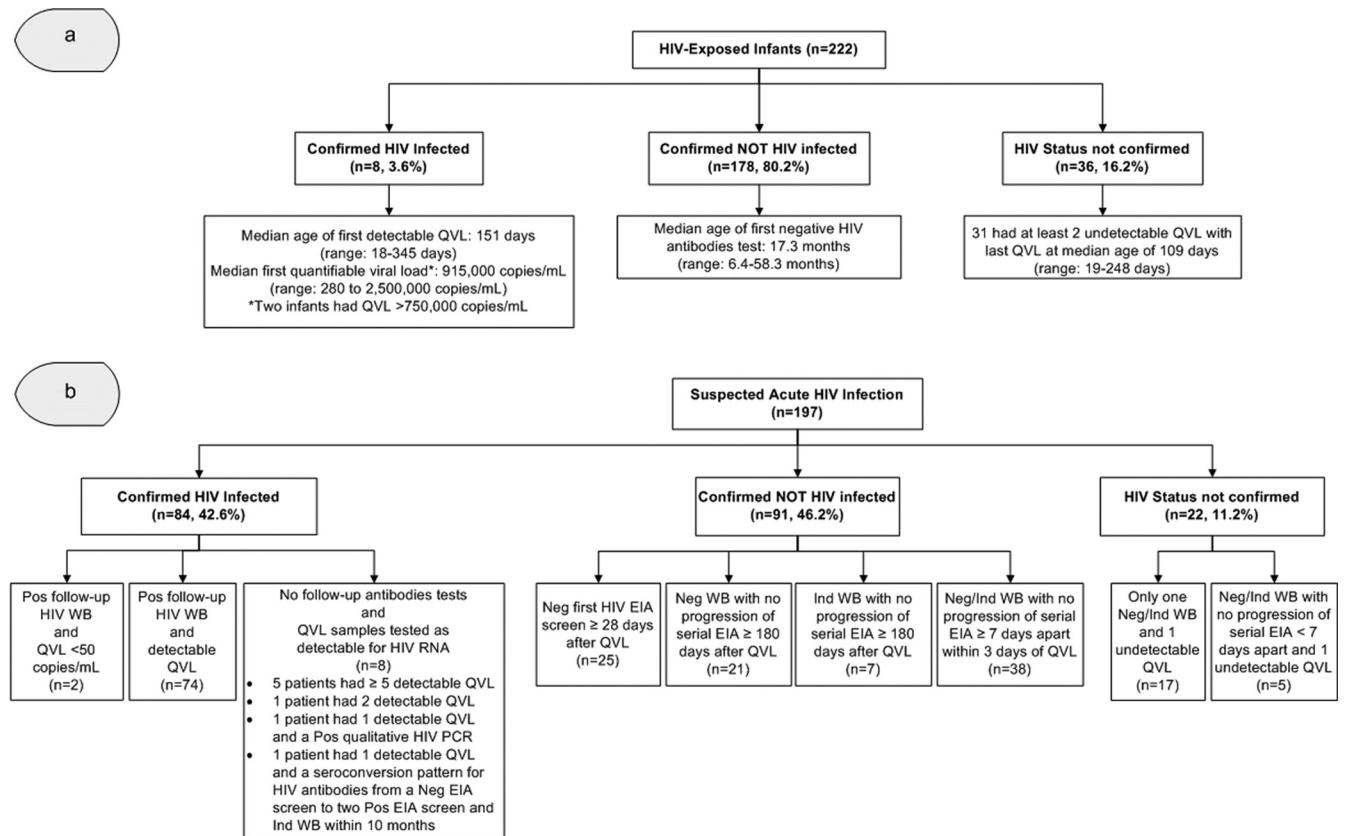 a
HIV-Exposed Infants (n=222)
Confirmed HIV Infected
(n=8, 3.6%)
Confirmed NOT HIV infected
(n=178, 80.2%)
HIV Status not confirmed
(n=36, 16.2%)
Median age of first detectable QVL: 151 days
(range: 18-345 days)
Median first quantifiable viral load*: 915,000 copies/mL
(range: 280 to 2,500,000 copies/mL)
*Two infants had QVL >750,000 copies/mL
Median age of first negative HIV
antibodies test: 17.3 months
(range: 6.4-58.3 months)
31 had at least 2 undetectable QVL with
last QVL at median age of 109 days
(range: 19-248 days)
b
Suspected Acute HIV Infection
(n=197)
Confirmed HIV Infected
(n=84, 42.6%)
Confirmed NOT HIV infected
(n=91, 46.2%)
HIV Status not confirmed
(n=22, 11.2%)
Pos follow-up
HIV WB
and
QVL <50
copies/mL
(n=2)
Pos follow-up
HIV WB
and
detectable
QVL
(n=74)
No follow-up antibodies tests
and
QVL samples tested as
detectable for HIV RNA
(n=8)
• 5 patients had ≥ 5 detectable QVL
• 1 patient had 2 detectable QVL
• 1 patient had 1 detectable QVL
and a Pos qualitative HIV PCR
• 1 patient had 1 detectable QVL
and a seroconversion pattern for
HIV antibodies from a Neg EIA
screen to two Pos EIA screen and
Ind WB within 10 months
Neg first HIV EIA
screen ≥ 28 days
after QVL
(n=25)
Neg WB with no
progression of
serial EIA ≥ 180
days after QVL
(n=21)
Ind WB with no
progression of
serial EIA ≥ 180
days after QVL
(n=7)
Neg/Ind WB with no
progression of serial
EIA ≥ 7 days apart
within 3 days of QVL
(n=38)
Only one
Neg/Ind WB
and 1
undetectable
QVL
(n=17)
Neg/Ind WB with
no progression of
serial EIA < 7
days apart and 1
undetectable QVL
(n=5)